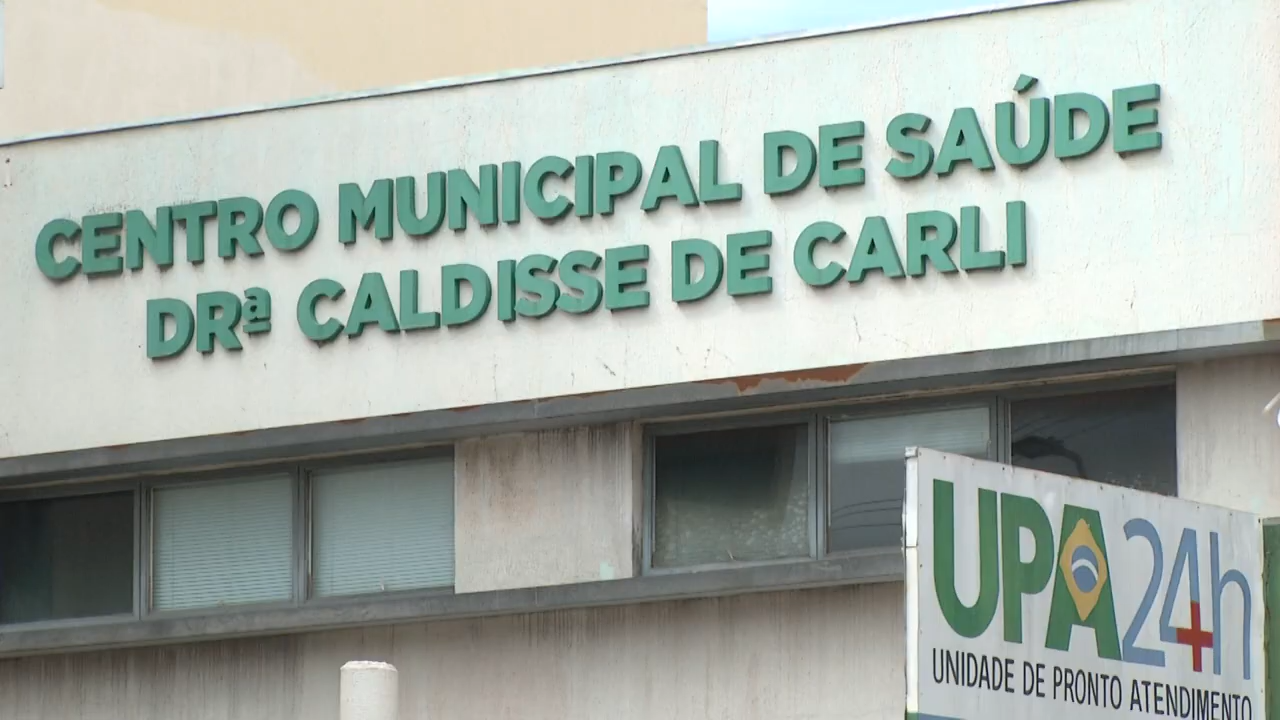 CENTRO MUNICIPAL DE SAÚDE
DRª CALDISSE DE CARLI
UPA24h
UNIDADE DE PRONTO ATENDIMENTO